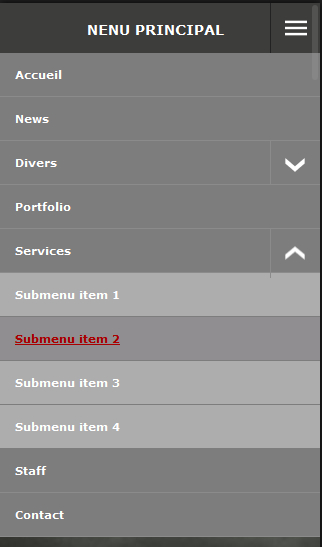 NENU PRINCIPAL
Accueil
News
Divers
Portfolio
Services
Submenu item 1
Submenu item 2
Submenu item 3
Submenu item 4
Staff
Contact